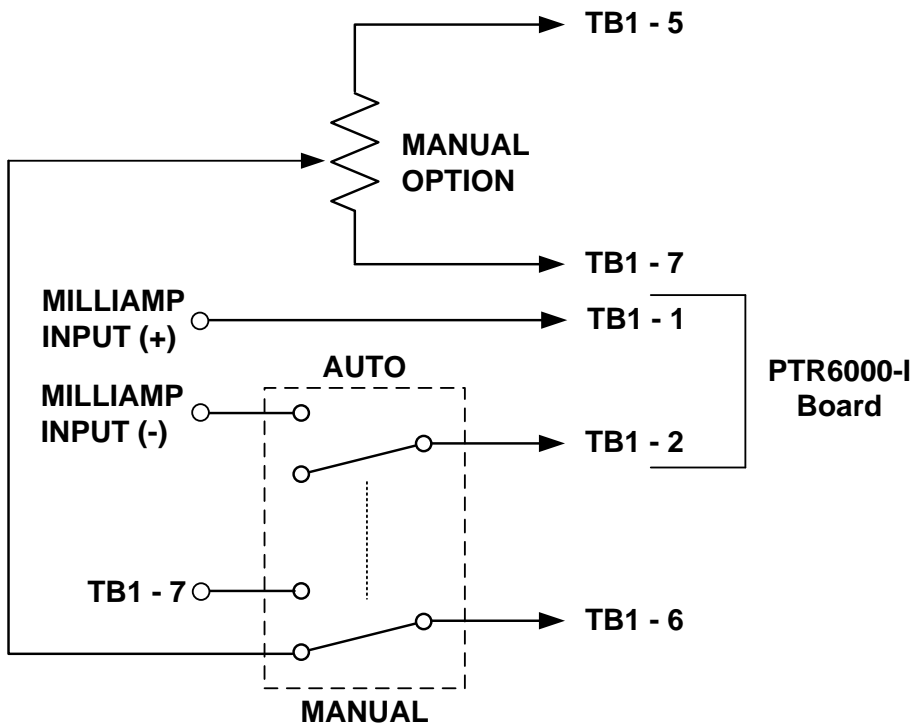 TB1 - 5
MANUAL
OPTION
TB1 - 7
MILLIAMP
INPUT (+)
TB1 - 1
AUTO
PTR6000-I
Board
MILLIAMP
INPUT (-)
TB1 - 2
TB1 - 7
TB1 - 6
MANUAL